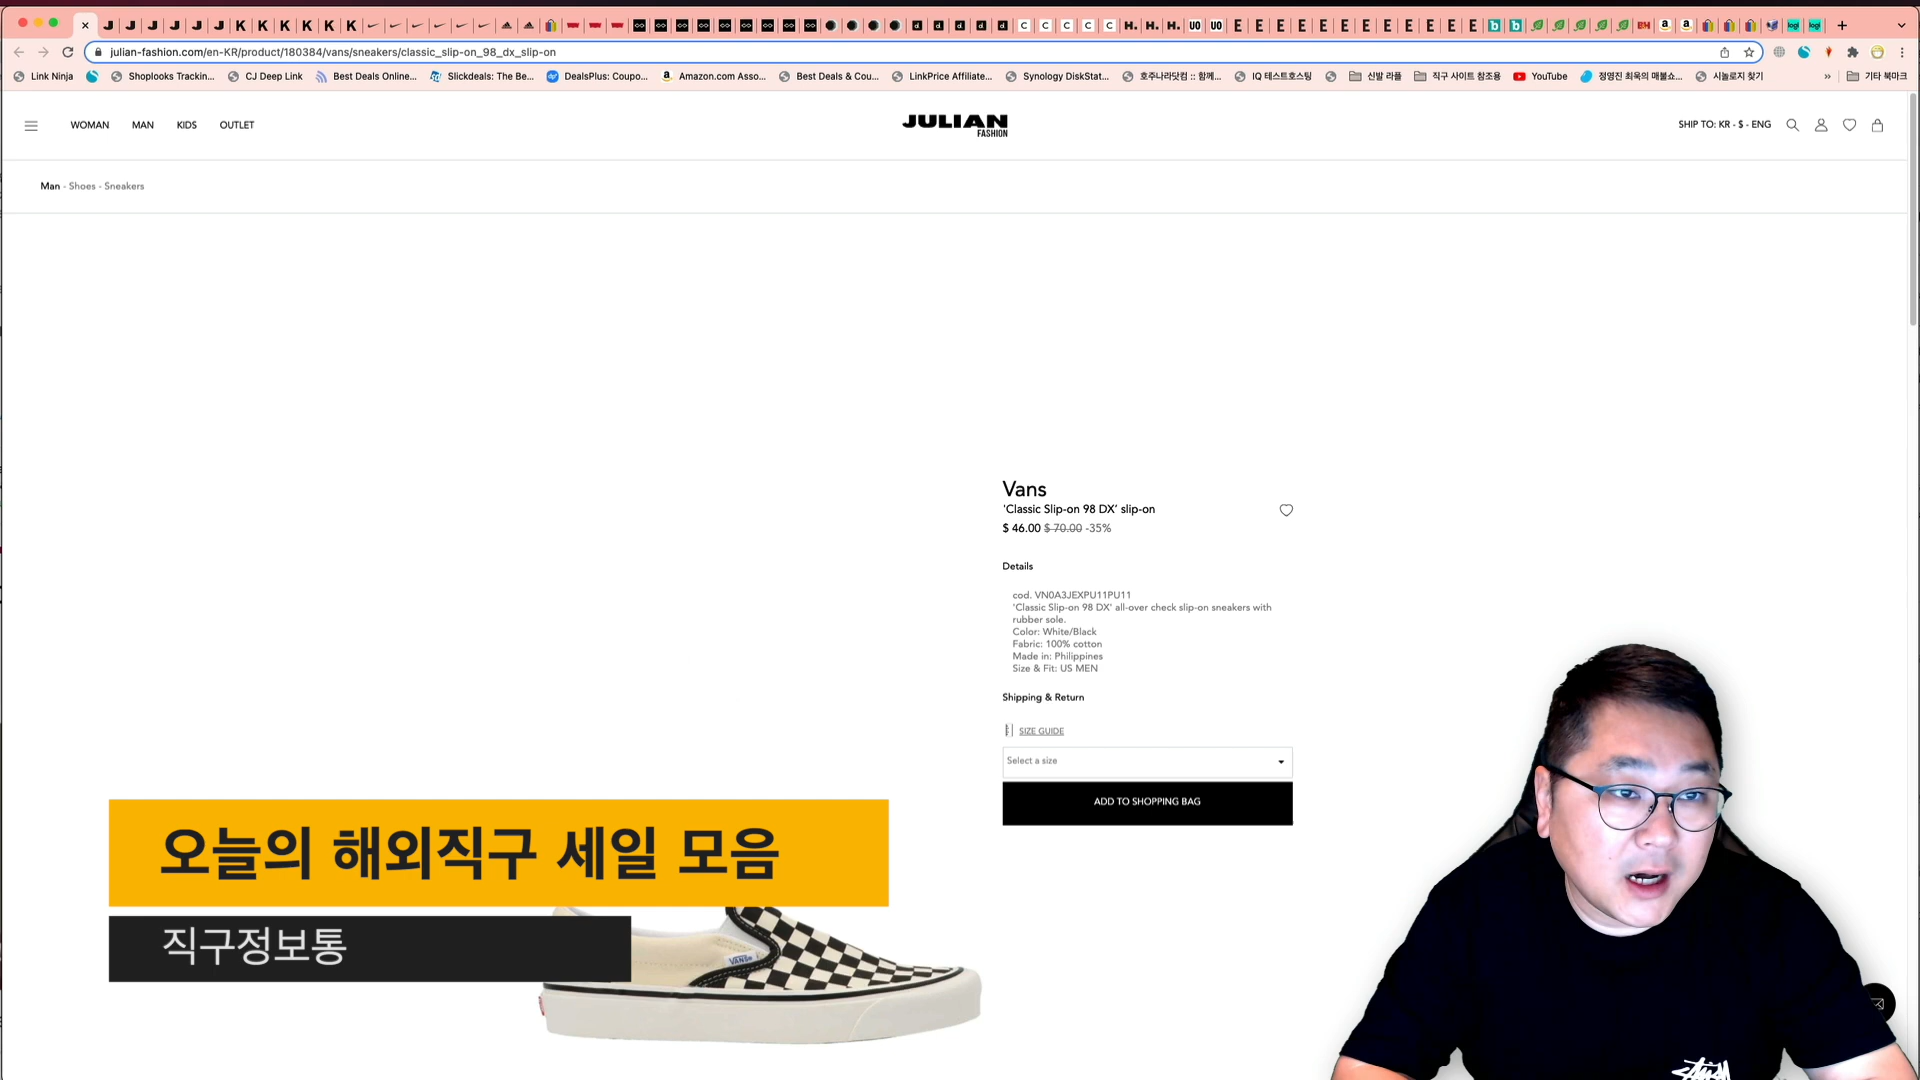 julian-fashion.com/en-KR/product/180384/vans/sneakers/classic_slip-on_98_dx_slip-on
Link Ninja
Shoplooks Trackin...
CJ Deep Link
Best Deals Online...
Slickdeals: The Be...
DealsPlus: Coupo...
Amazon.com Asso...
Best Deals & Cou...
LinkPrice Affiliate...
Synology DiskStat...
호주나라닷컴 :: 함께...
IQ 테스트호스팅
신발 라플
직구 사이트 참조용
YouTube
정영진 최욱의 매불쇼...
시놀로지 찾기
»
기타 북마크
WOMAN
MAN
KIDS
OUTLET
JULIAN
FASHION
SHIP TO: KR - $ - ENG
Man - Shoes - Sneakers
Vans
'Classic Slip-on 98 DX' slip-on
$ 46.00 $ 70.00 -35%
Details
cod. VN0A3JEXPU11PU11
'Classic Slip-on 98 DX' all-over check slip-on sneakers with
rubber sole.
Color: White/Black
Fabric: 100% cotton
Made in: Philippines
Size & Fit: US MEN
Shipping & Return
SIZE GUIDE
Select a size
ADD TO SHOPPING BAG
오늘의 해외직구 세일 모음
직구정보통
VANS